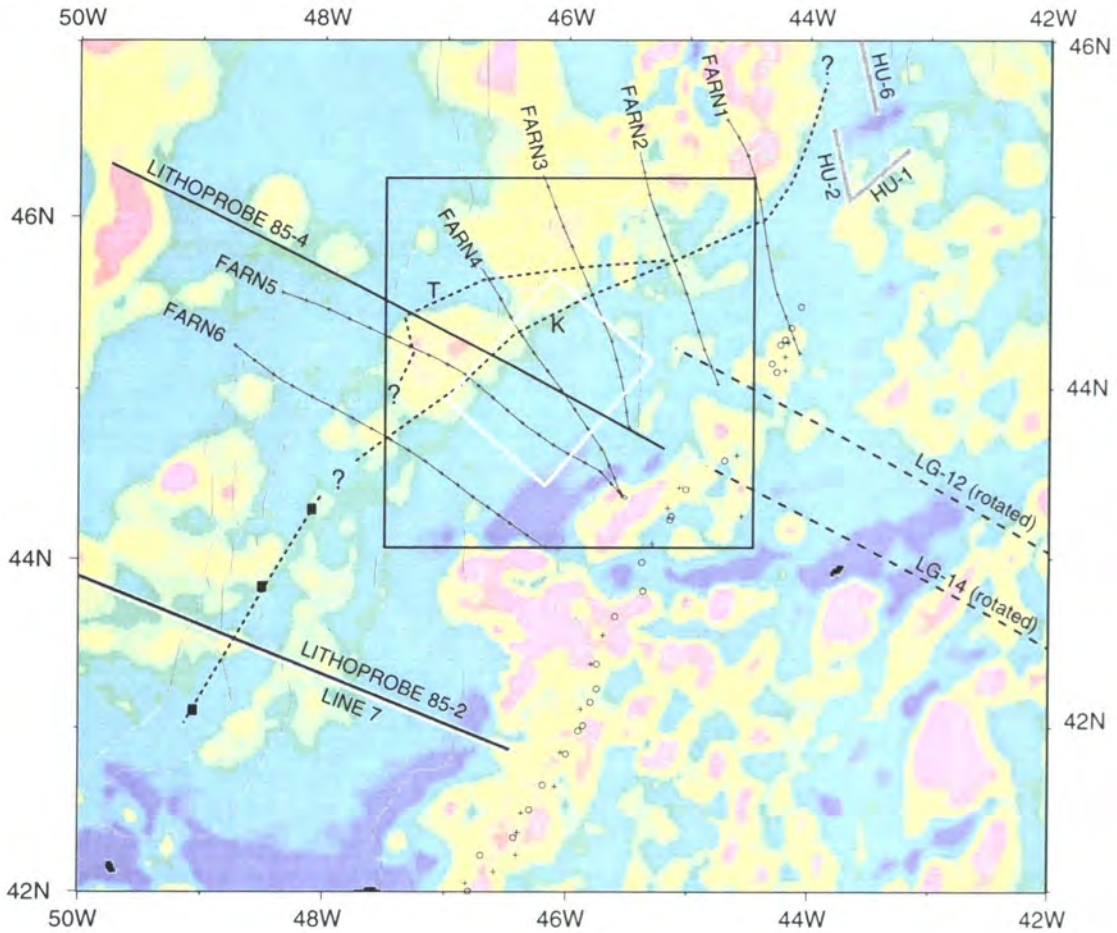 50W
48W
46W
44W
42W
46N
?
HU-6
FARN1
FARN2
FARN3
HU-2
HU-1
LITHOPROBE 85-4
46N
FARN4
FARN5
T
K
FARN6
?
44N
LG-12 (rotated)
?
LG-14 (rotated)
44N
LITHOPROBE 85-2
LINE 7
42N
42N
50W
48W
46W
44W
42W